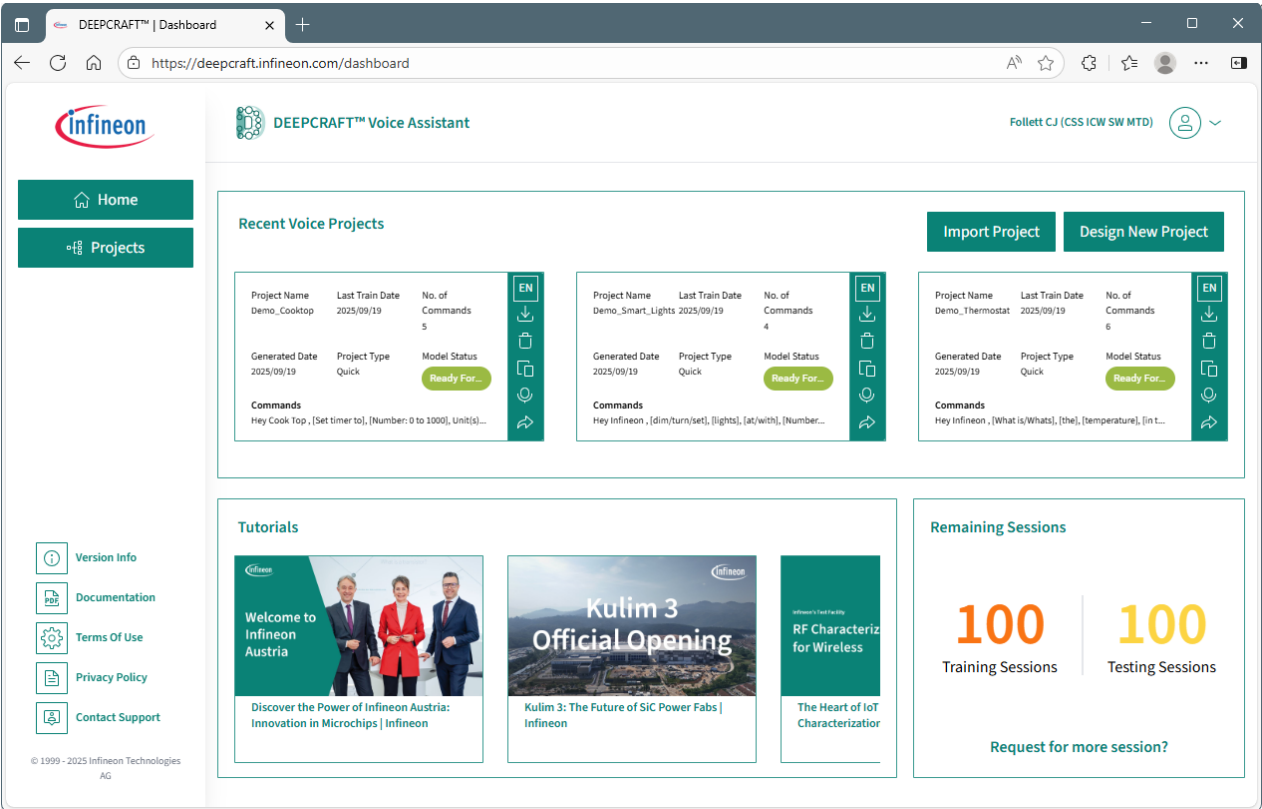 DEEPCRAFT™ | Dashboard
https://deepcraft.infineon.com/dashboard
infineon
DEEPCRAFT™ Voice Assistant
Follett CJ (CSS ICW SW MTD)
Home
Projects
Recent Voice Projects
Import Project
Design New Project
Project Name
Last Train Date
No. of
Commands
Demo_Cooktop
2025/09/19
5
Generated Date
Project Type
Model Status
2025/09/19
Quick
Ready For...
Commands
Hey Cook Top , [Set timer to], [Number: 0 to 1000], Unit(s)...
EN
Project Name
Last Train Date
No. of
Commands
Demo_Smart_Lights
2025/09/19
4
Generated Date
Project Type
Model Status
2025/09/19
Quick
Ready For...
Commands
Hey Infineon , [dim/turn/set], [lights], [at/with], [Number...
EN
Project Name
Last Train Date
No. of
Commands
Demo_Thermostat
2025/09/19
6
Generated Date
Project Type
Model Status
2025/09/19
Quick
Ready For...
Commands
Hey Infineon , [What is/Whats], [the], [temperature], [in t...
EN
Tutorials
infineon
Welcome to
Infineon
Austria
Discover the Power of Infineon Austria:
Innovation in Microchips | Infineon
infineon
Kulim 3
Official Opening
Kulim 3: The Future of SiC Power Fabs |
Infineon
Infineon's Test Facility
RF Characteriz
for Wireless
The Heart of IoT
Characterization
Remaining Sessions
100
Training Sessions
100
Testing Sessions
Request for more session?
Version Info
PDF
Documentation
Terms Of Use
Privacy Policy
Contact Support
© 1999 - 2025 Infineon Technologies
AG